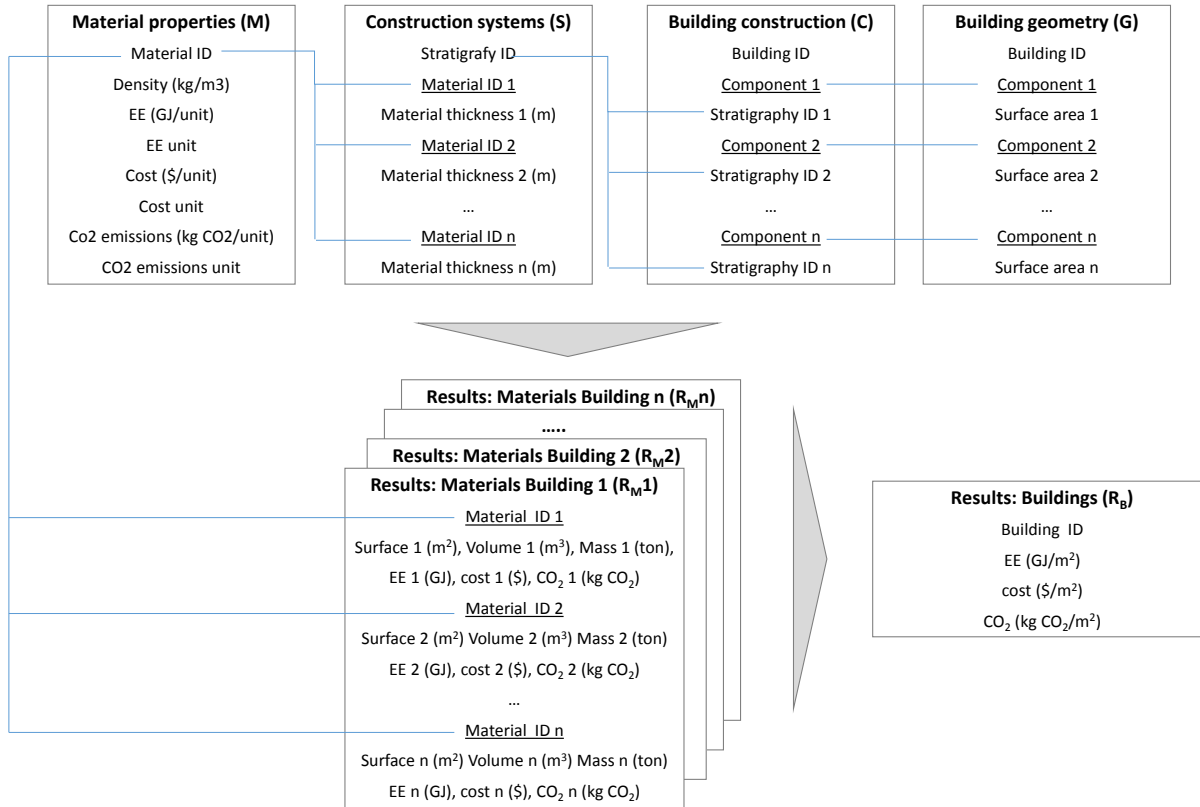 Material properties (M)
Material ID
Density (kg/m3)
EE (GJ/unit)
EE unit
Cost ($/unit)
Cost unit
Co2 emissions (kg CO2/unit)
CO2 emissions unit
Construction systems (S)
Stratigrafy ID
Material ID 1
Material thickness 1 (m)
Material ID 2
Material thickness 2 (m)
...
Material ID n
Material thickness n (m)
Building construction (C)
Building ID
Component 1
Stratigraphy ID 1
Component 2
Stratigraphy ID 2
...
Component n
Stratigraphy ID n
Building geometry (G)
Building ID
Component 1
Surface area 1
Component 2
Surface area 2
...
Component n
Surface area n
Results: Materials Building n (R_Mn)
.....
Results: Materials Building 2 (R_M2)
Results: Materials Building 1 (R_M1)
Material ID 1
Surface 1 (m²), Volume 1 (m³), Mass 1 (ton),
EE 1 (GJ), cost 1 ($), CO₂ 1 (kg CO₂)
Material ID 2
Surface 2 (m²) Volume 2 (m³) Mass 2 (ton)
EE 2 (GJ), cost 2 ($), CO₂ 2 (kg CO₂)
...
Material ID n
Surface n (m²) Volume n (m³) Mass n (ton)
EE n (GJ), cost n ($), CO₂ n (kg CO₂)
Results: Buildings (R_B)
Building ID
EE (GJ/m²)
cost ($/m²)
CO₂ (kg CO₂/m²)